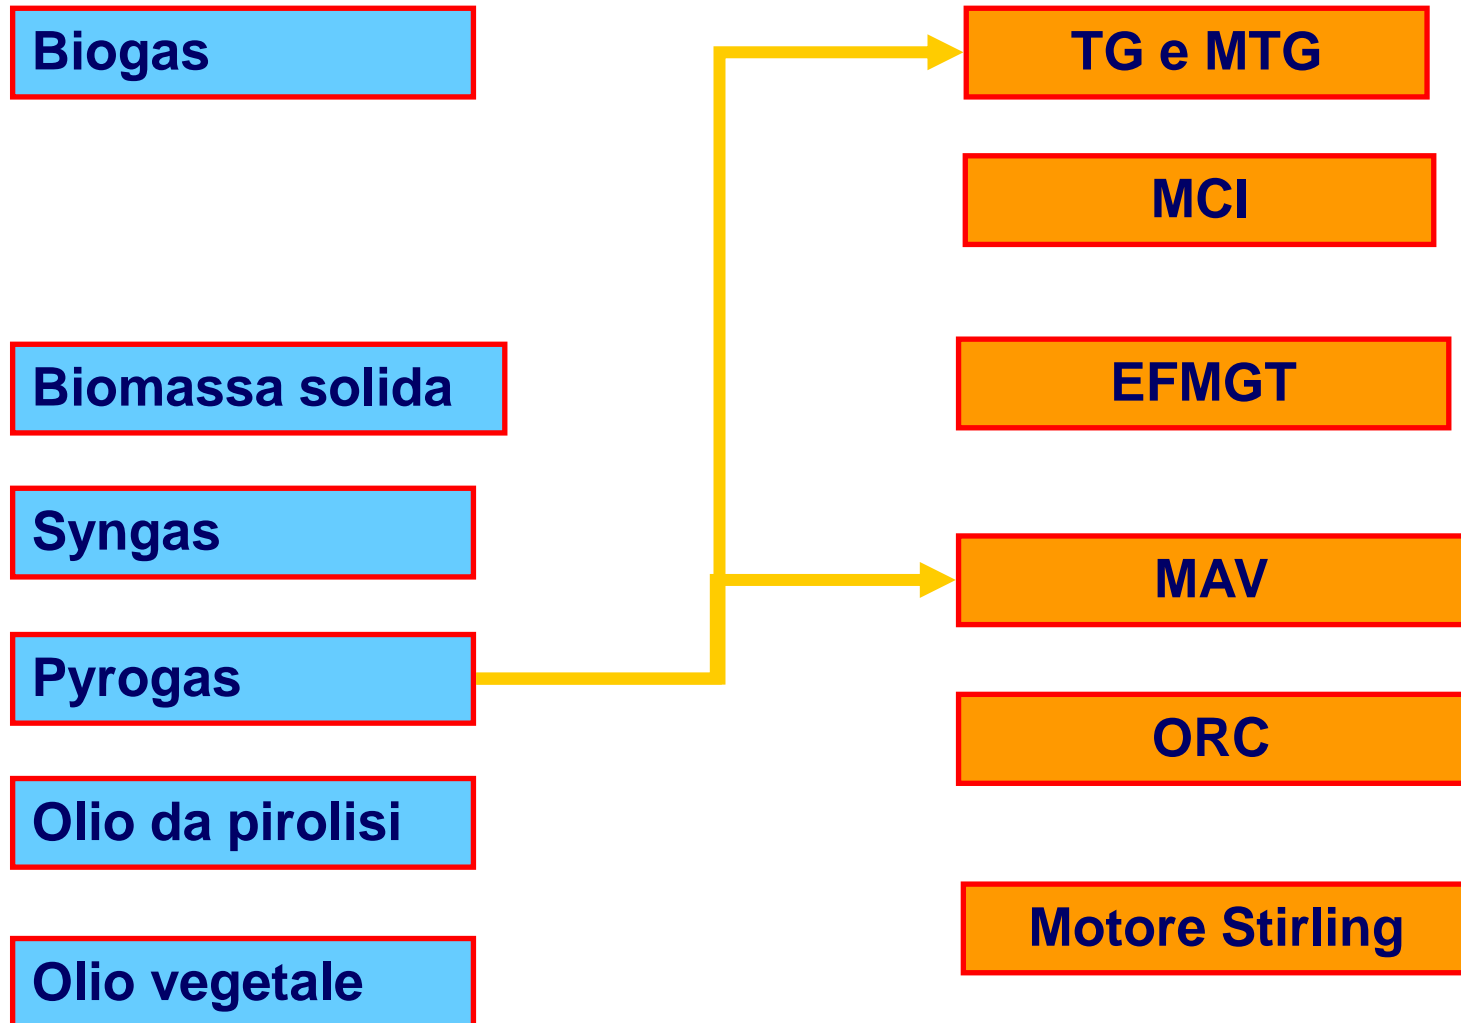 Biogas
TG e MTG
MCI
Biomassa solida
EFMGT
Syngas
MAV
Pyrogas
ORC
Olio da pirolisi
Motore Stirling
Olio vegetale